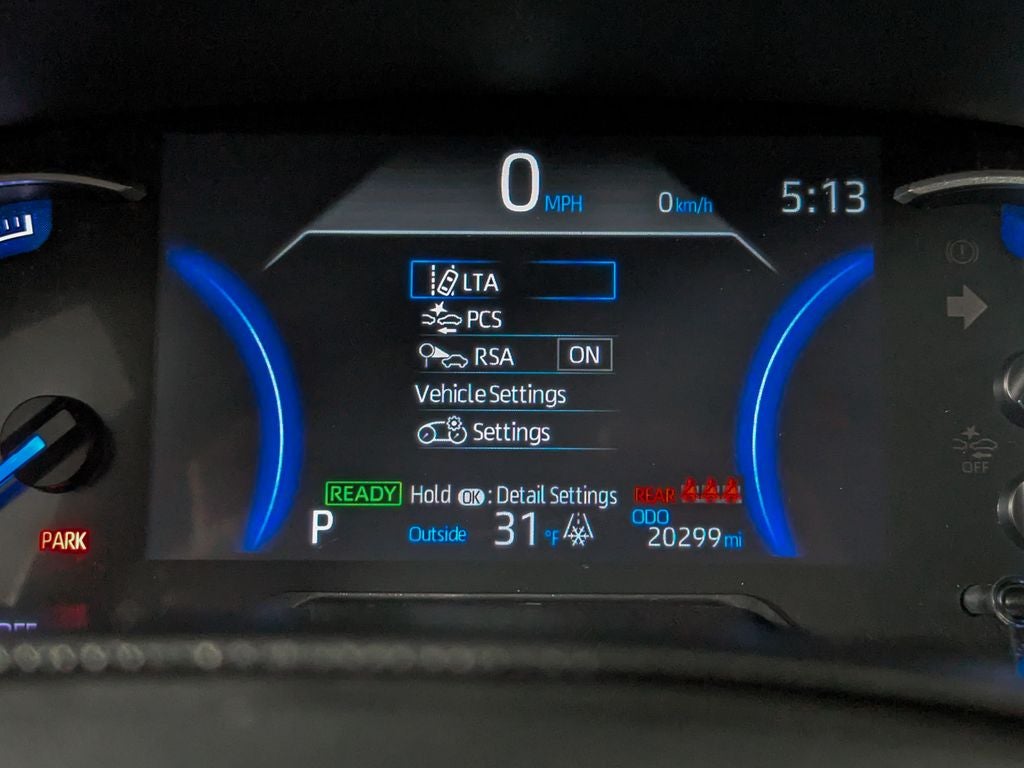 0 MPH 0 km/h 5:13
LTA
PCS
RSA ON
Vehicle Settings
Settings
READY Hold OK : Detail Settings REAR
P Outside 31 °F ODO
20299 mi
PARK
OFF